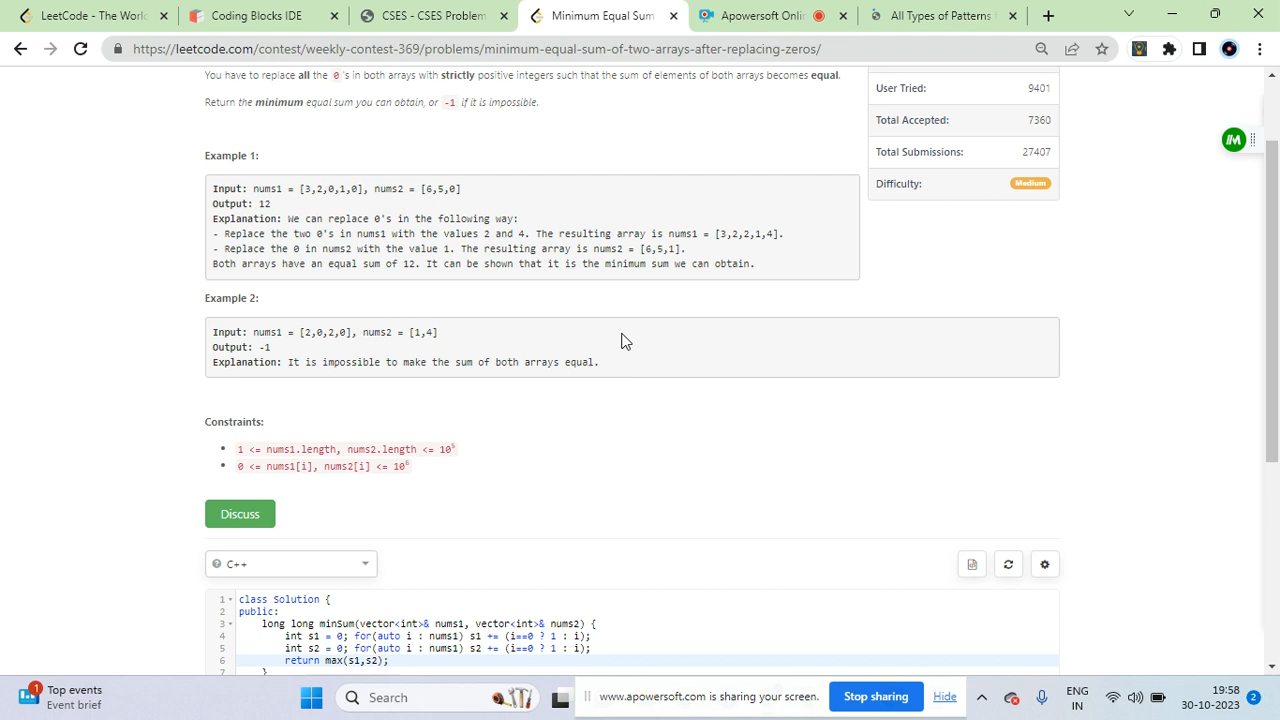 LeetCode - The World
Coding Blocks IDE
CSES - CSES Problem
Minimum Equal Sum
Apowersoft Onli
All Types of Patterns
https://leetcode.com/contest/weekly-contest-369/problems/minimum-equal-sum-of-two-arrays-after-replacing-zeros/
You have to replace all the 0's in both arrays with strictly positive integers such that the sum of elements of both arrays becomes equal.
Return the minimum equal sum you can obtain, or -1 if it is impossible.
User Tried: 9401
Total Accepted: 7360
Total Submissions: 27407
Difficulty: Medium
Example 1:
Input: nums1 = [3,2,0,1,0], nums2 = [6,5,0]
Output: 12
Explanation: We can replace 0's in the following way:
- Replace the two 0's in nums1 with the values 2 and 4. The resulting array is nums1 = [3,2,2,1,4].
- Replace the 0 in nums2 with the value 1. The resulting array is nums2 = [6,5,1].
Both arrays have an equal sum of 12. It can be shown that it is the minimum sum we can obtain.
Example 2:
Input: nums1 = [2,0,2,0], nums2 = [1,4]
Output: -1
Explanation: It is impossible to make the sum of both arrays equal.
Constraints:
1 <= nums1.length, nums2.length <= 10⁵
0 <= nums1[i], nums2[i] <= 10⁶
Discuss
C++
1 class Solution {
2 public:
3 long long minSum(vector<int>& nums1, vector<int>& nums2) {
4 int s1 = 0; for(auto i : nums1) s1 += (i==0 ? 1 : i);
5 int s2 = 0; for(auto i : nums1) s2 += (i==0 ? 1 : i);
6 return max(s1,s2);
7 }
1
Top events
Event brief
Search
www.apowersoft.com is sharing your screen.
Stop sharing
Hide
ENG
IN
19:58
30-10-2023
2